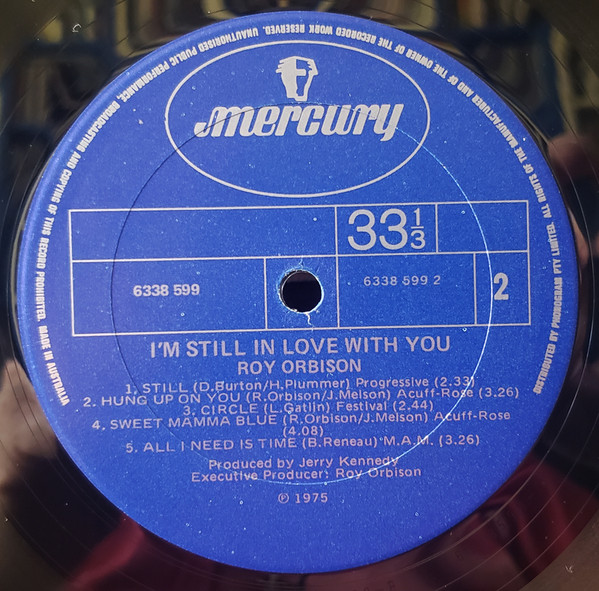 mercury
33 1/3
6338 599
6338 599 2
2
I'M STILL IN LOVE WITH YOU
ROY ORBISON
1. STILL (D.Burton/H.Plummer) Progressive (2.33)
2. HUNG UP ON YOU (R.Orbison/J.Melson) Acuff-Rose (3.26)
3. CIRCLE (L.Gatlin) Festival (2.44)
4. SWEET MAMMA BLUE (R.Orbison/J.Melson) Acuff-Rose
(4.08)
5. ALL I NEED IS TIME (B.Reneau) M.A.M. (3.26)
Produced by Jerry Kennedy
Executive Producer: Roy Orbison
℗ 1975
DISTRIBUTED BY PHONOGRAM PTY LIMITED. ALL RIGHTS OF THE MANUFACTURER AND OF THE OWNER OF THE RECORDED WORK RESERVED. UNAUTHORISED PUBLIC PERFORMANCE, BROADCASTING AND COPYING OF THIS RECORD PROHIBITED. MADE IN AUSTRALIA